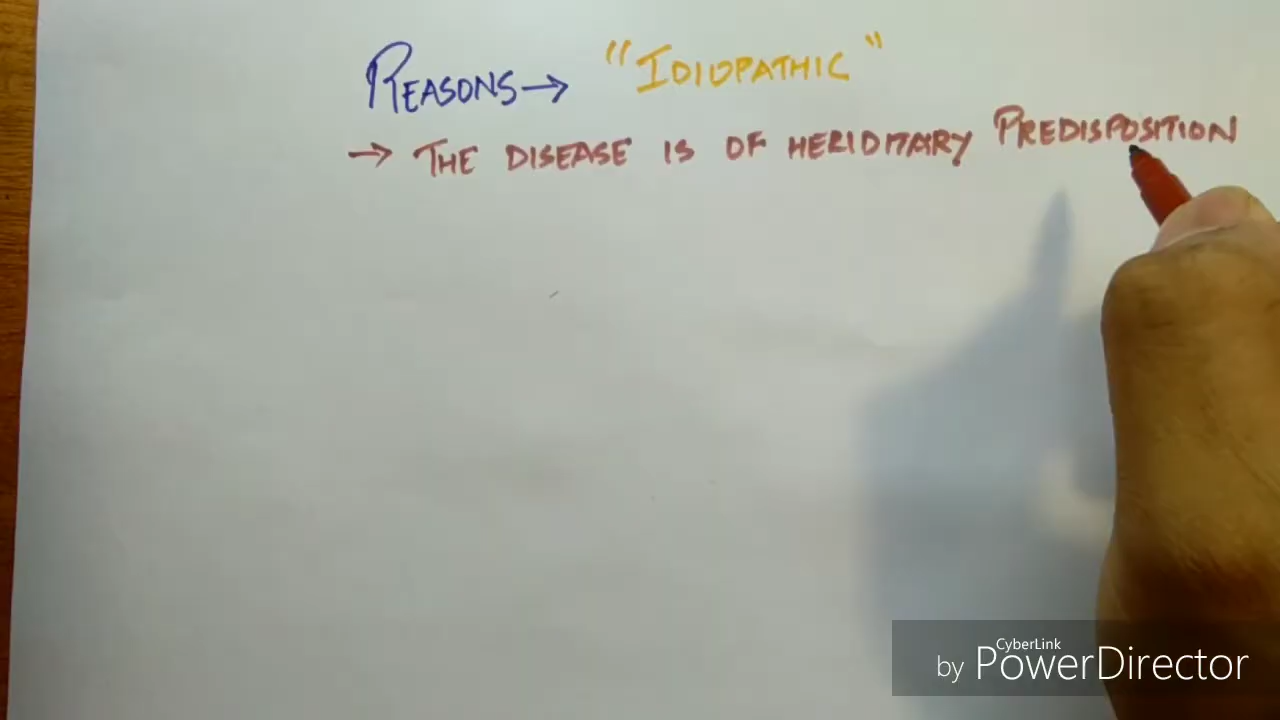 REASONS → "IDIOPATHIC"
→ THE DISEASE IS OF HERIDITARY PREDISPOSITION
CyberLink
by PowerDirector